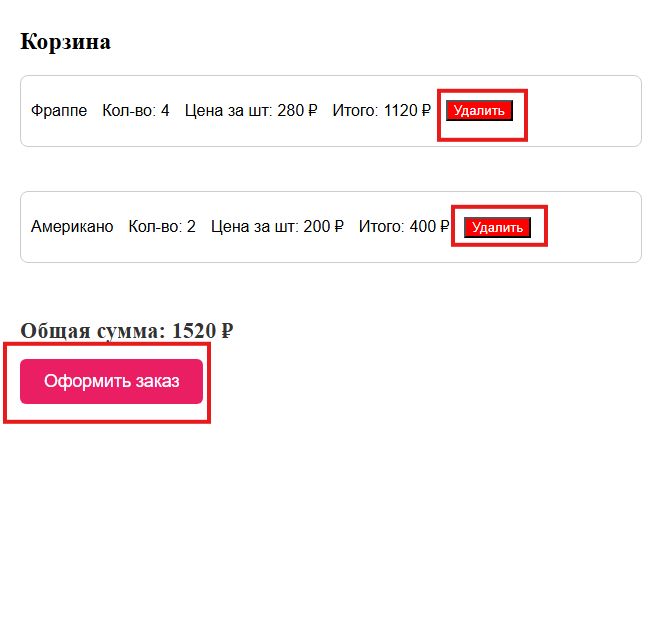 Корзина
Фраппе Кол-во: 4 Цена за шт: 280 ₽ Итого: 1120 ₽ Удалить
Американо Кол-во: 2 Цена за шт: 200 ₽ Итого: 400 ₽ Удалить
Общая сумма: 1520 ₽
Оформить заказ